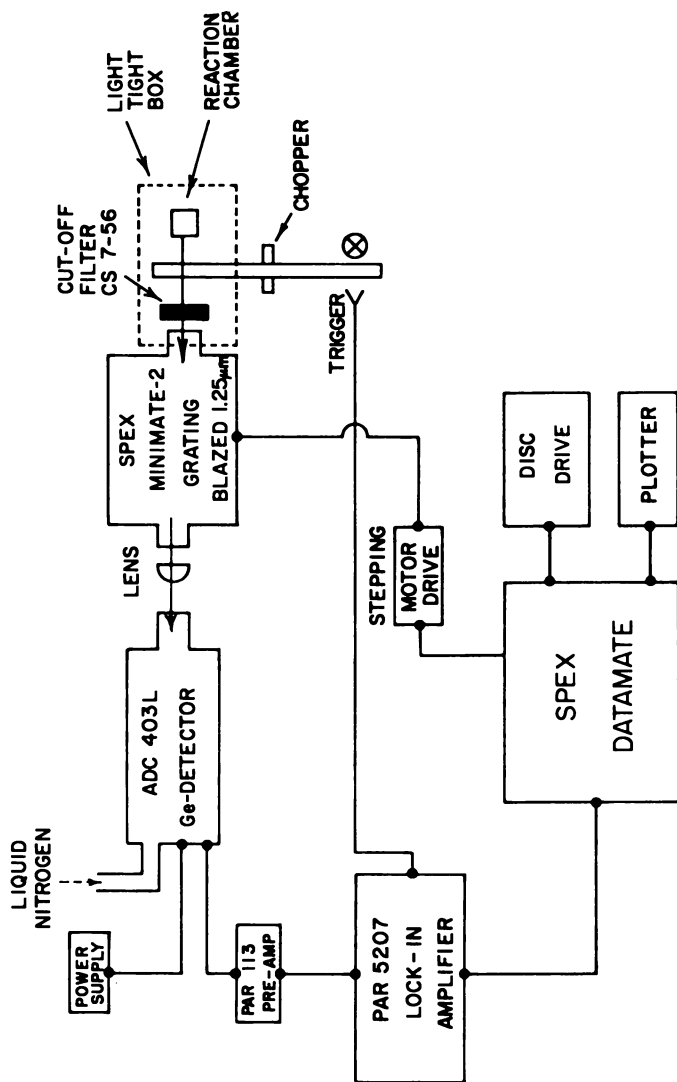 LIQUID
NITROGEN
POWER
SUPPLY
ADC 403L
Ge-DETECTOR
LENS
SPEX
MINIMATE-2
GRATING
BLAZED 1.25μm
CUT-OFF
FILTER
CS 7-56
LIGHT
TIGHT
BOX
REACTION
CHAMBER
CHOPPER
TRIGGER
PAR 113
PRE-AMP
PAR 5207
LOCK-IN
AMPLIFIER
STEPPING
MOTOR
DRIVE
SPEX
DATAMATE
DISC
DRIVE
PLOTTER